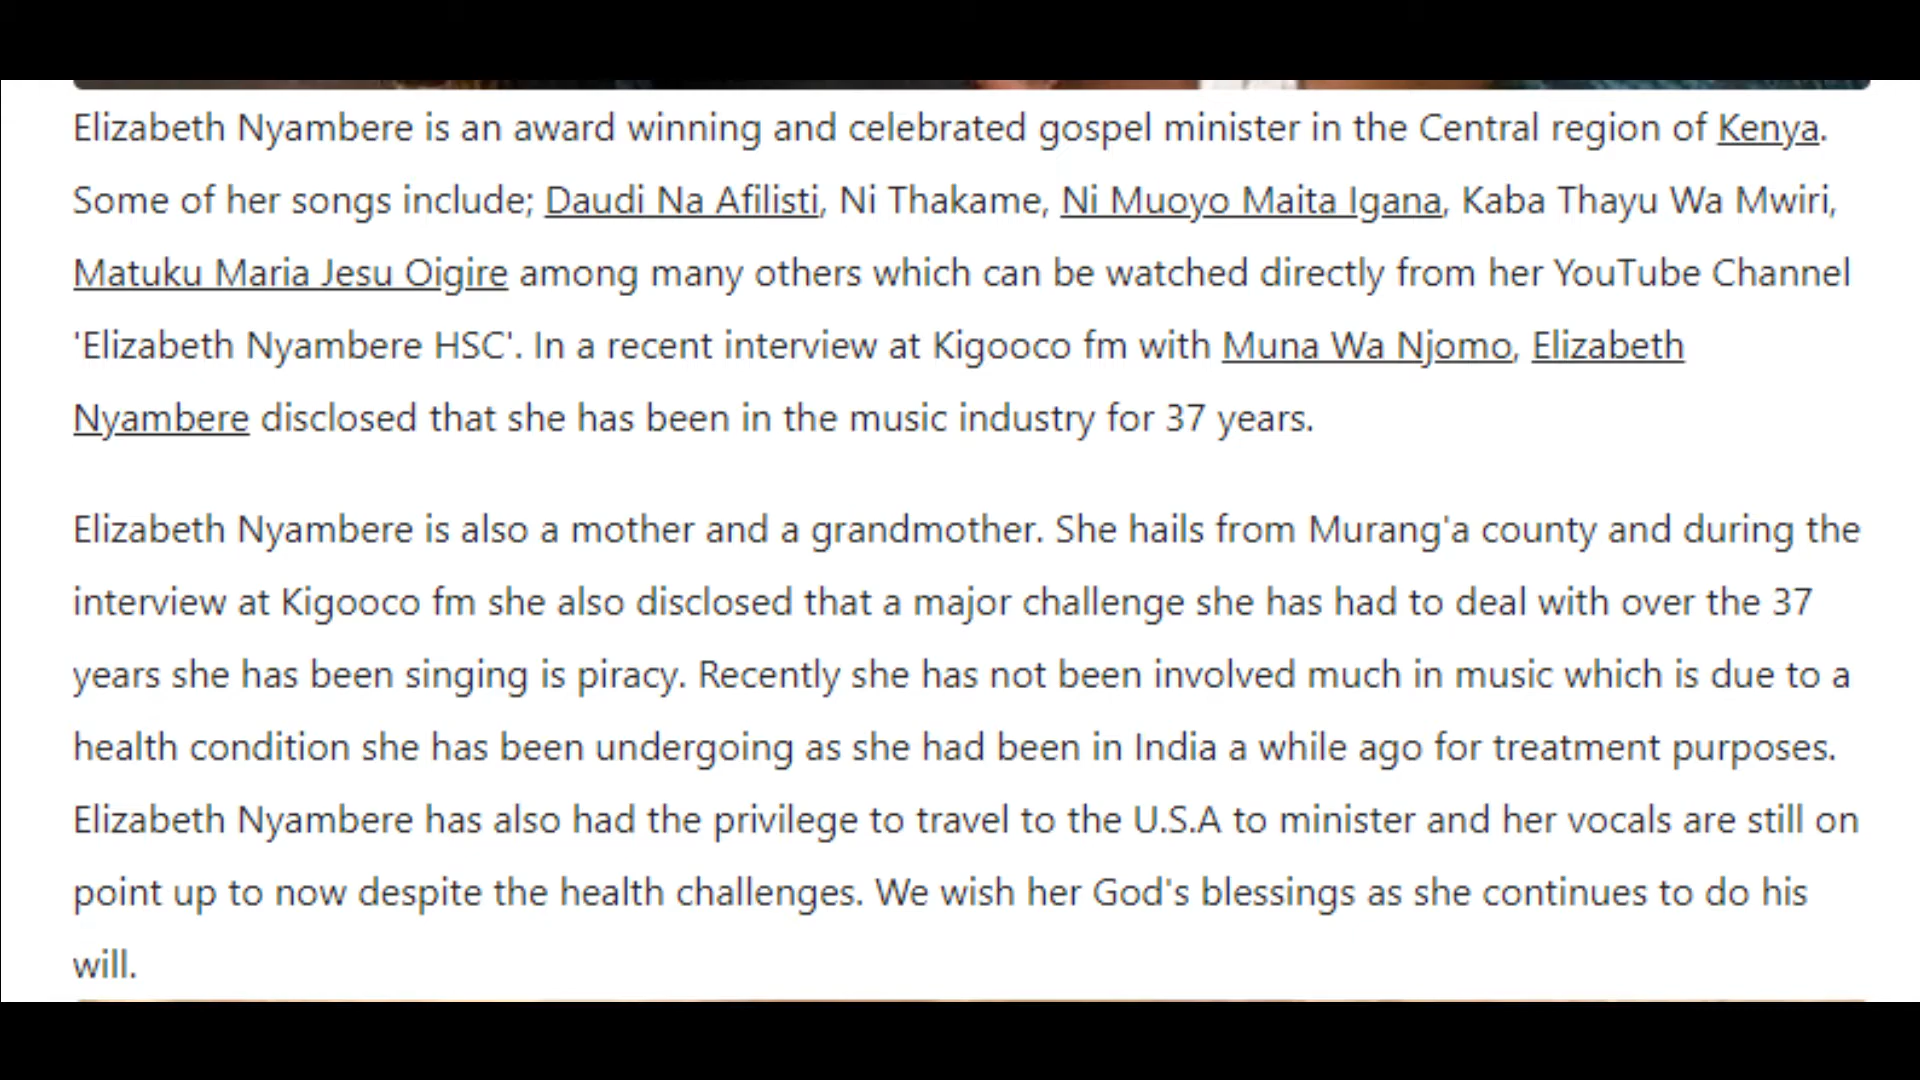 Elizabeth Nyambere is an award winning and celebrated gospel minister in the Central region of Kenya.
Some of her songs include; Daudi Na Afilisti, Ni Thakame, Ni Muoyo Maita Igana, Kaba Thayu Wa Mwiri,
Matuku Maria Jesu Oigire among many others which can be watched directly from her YouTube Channel
'Elizabeth Nyambere HSC'. In a recent interview at Kigooco fm with Muna Wa Njomo, Elizabeth
Nyambere disclosed that she has been in the music industry for 37 years.
Elizabeth Nyambere is also a mother and a grandmother. She hails from Murang'a county and during the
interview at Kigooco fm she also disclosed that a major challenge she has had to deal with over the 37
years she has been singing is piracy. Recently she has not been involved much in music which is due to a
health condition she has been undergoing as she had been in India a while ago for treatment purposes.
Elizabeth Nyambere has also had the privilege to travel to the U.S.A to minister and her vocals are still on
point up to now despite the health challenges. We wish her God's blessings as she continues to do his
will.